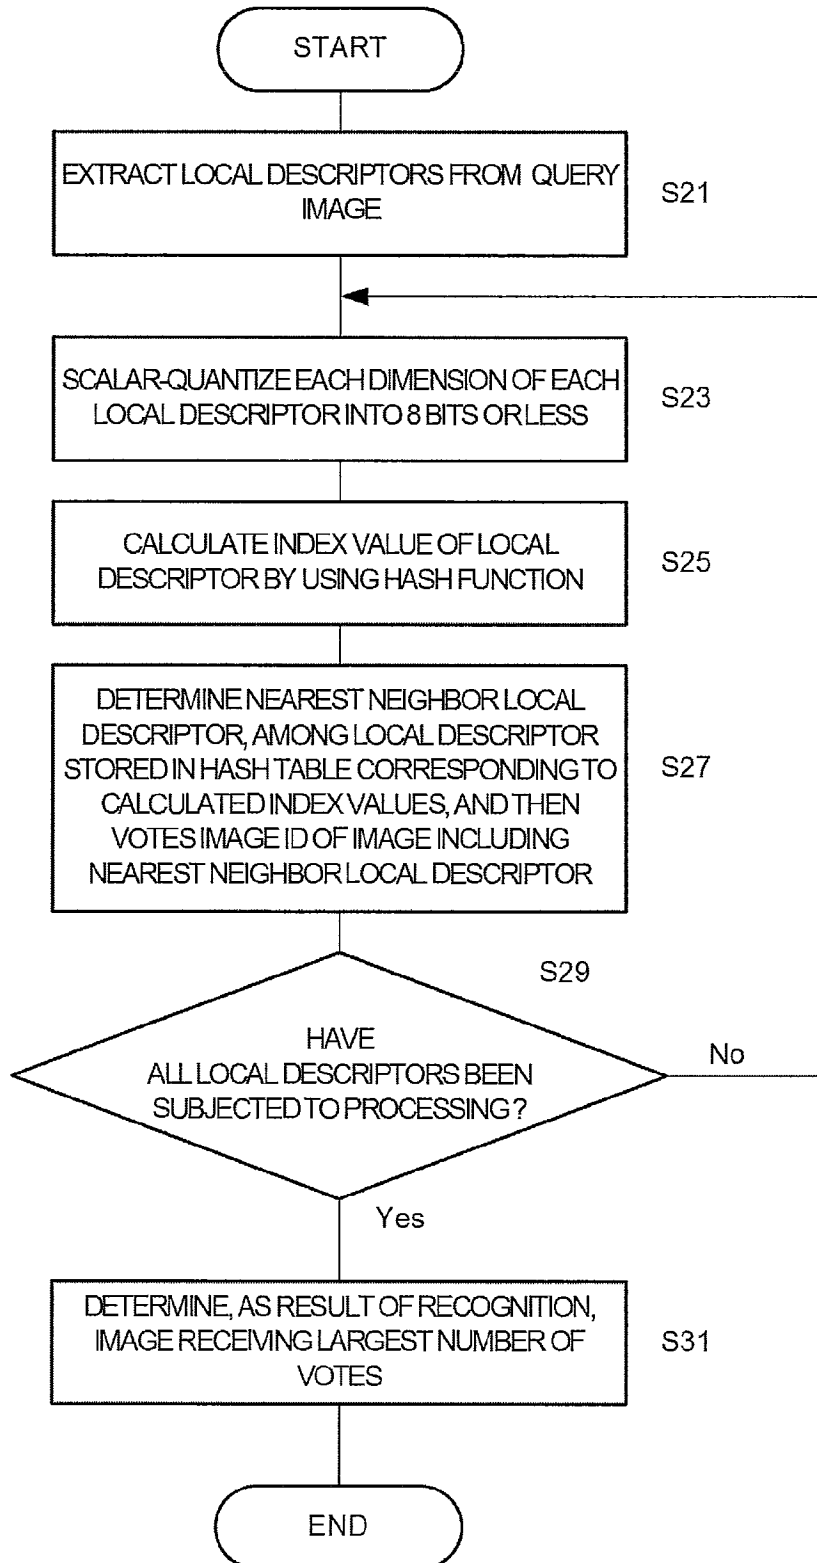 START
EXTRACT LOCAL DESCRIPTORS FROM QUERY
IMAGE
S21
SCALAR-QUANTIZE EACH DIMENSION OF EACH
LOCAL DESCRIPTOR INTO 8 BITS OR LESS
S23
CALCULATE INDEX VALUE OF LOCAL
DESCRIPTOR BY USING HASH FUNCTION
S25
DETERMINE NEAREST NEIGHBOR LOCAL
DESCRIPTOR, AMONG LOCAL DESCRIPTOR
STORED IN HASH TABLE CORRESPONDING TO
CALCULATED INDEX VALUES, AND THEN
VOTES IMAGE ID OF IMAGE INCLUDING
NEAREST NEIGHBOR LOCAL DESCRIPTOR
S27
S29
HAVE
ALL LOCAL DESCRIPTORS BEEN
SUBJECTED TO PROCESSING?
No
Yes
DETERMINE, AS RESULT OF RECOGNITION,
IMAGE RECEIVING LARGEST NUMBER OF
VOTES
S31
END